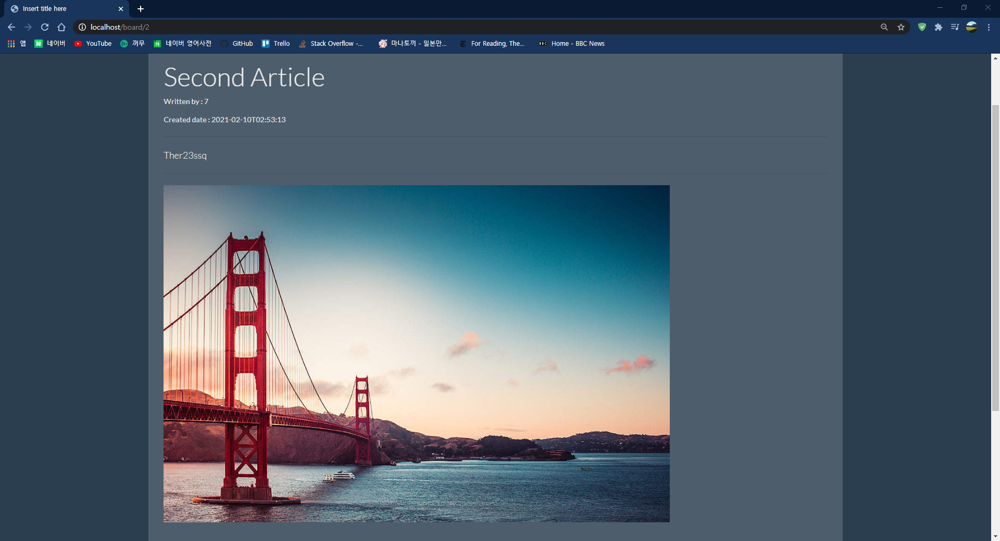 Insert title here
localhost/board/2
앱 네이버 YouTube 꺼무 네이버 영어사전 GitHub Trello Stack Overflow -... 마나토끼 - 일본만... For Reading, The... BBC Home - BBC News
Second Article
Written by : 7
Created date : 2021-02-10T02:53:13
Ther23ssq